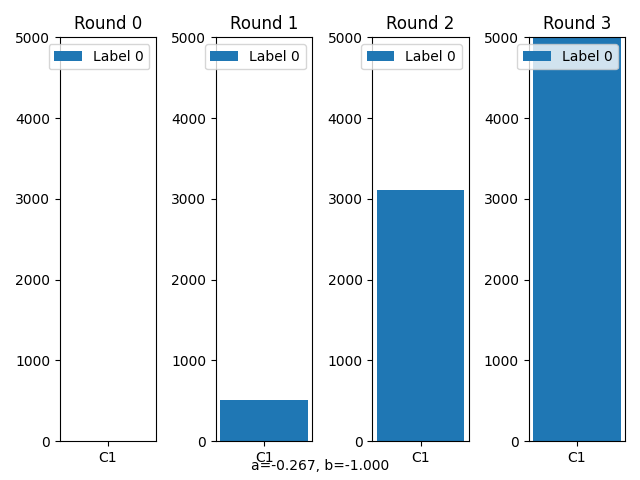 Round 0 Round 1 Round 2 Round 3
Label 0 Label 0 Label 0 Label 0
5000 5000 5000 5000
4000 4000 4000 4000
3000 3000 3000 3000
2000 2000 2000 2000
1000 1000 1000 1000
0 0 0 0
C1 C1 C1 C1
a=-0.267, b=-1.000